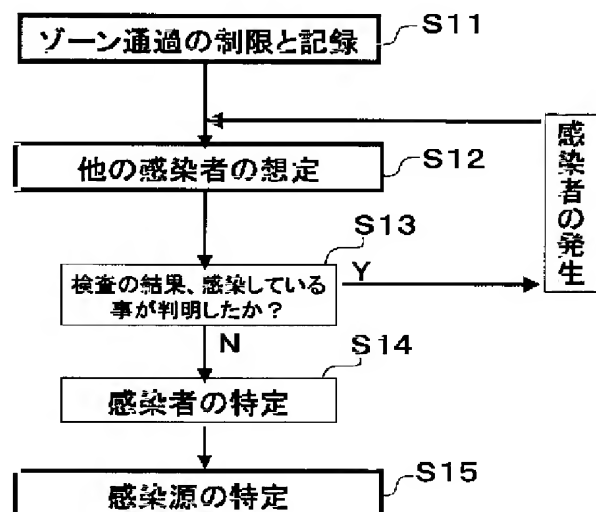 ゾーン通過の制限と記録
S11
他の感染者の想定
S12
感染者の発生
S13
検査の結果、感染している
事が判明したか？
Y
N
S14
感染者の特定
S15
感染源の特定